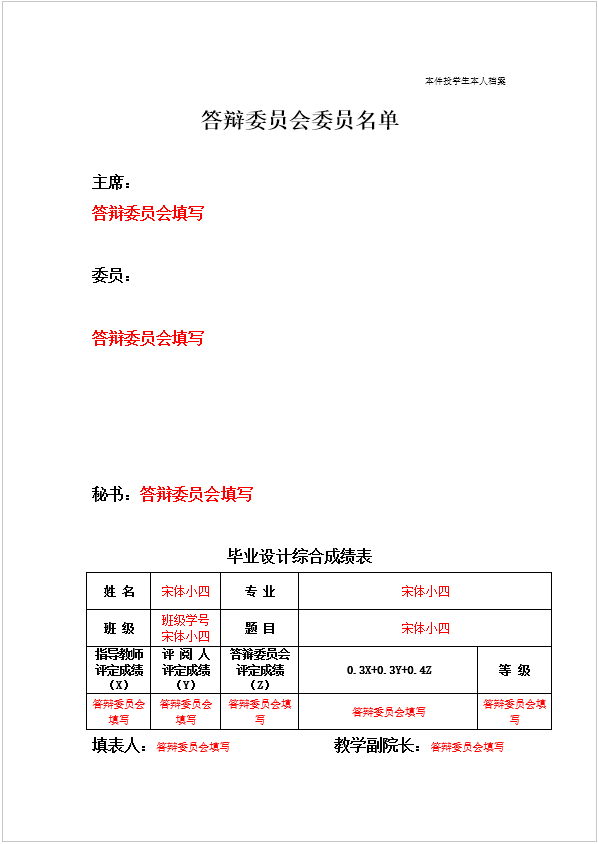 本件投学生本人档案
答辩委员会委员名单
主席：
答辩委员会填写
委员：
答辩委员会填写
秘书：答辩委员会填写
毕业设计综合成绩表
姓 名 宋体小四 专 业 宋体小四
班 级 班级学号 题 目 宋体小四
宋体小四
指导教师 评 阅 人 答辩委员会
评定成绩 评定成绩 评定成绩 0.3X+0.3Y+0.4Z 等 级
（X） （Y） （Z）
答辩委员会 答辩委员会 答辩委员会填 答辩委员会填写 答辩委员会填
填写 填写 写 写
填表人：答辩委员会填写 教学副院长：答辩委员会填写